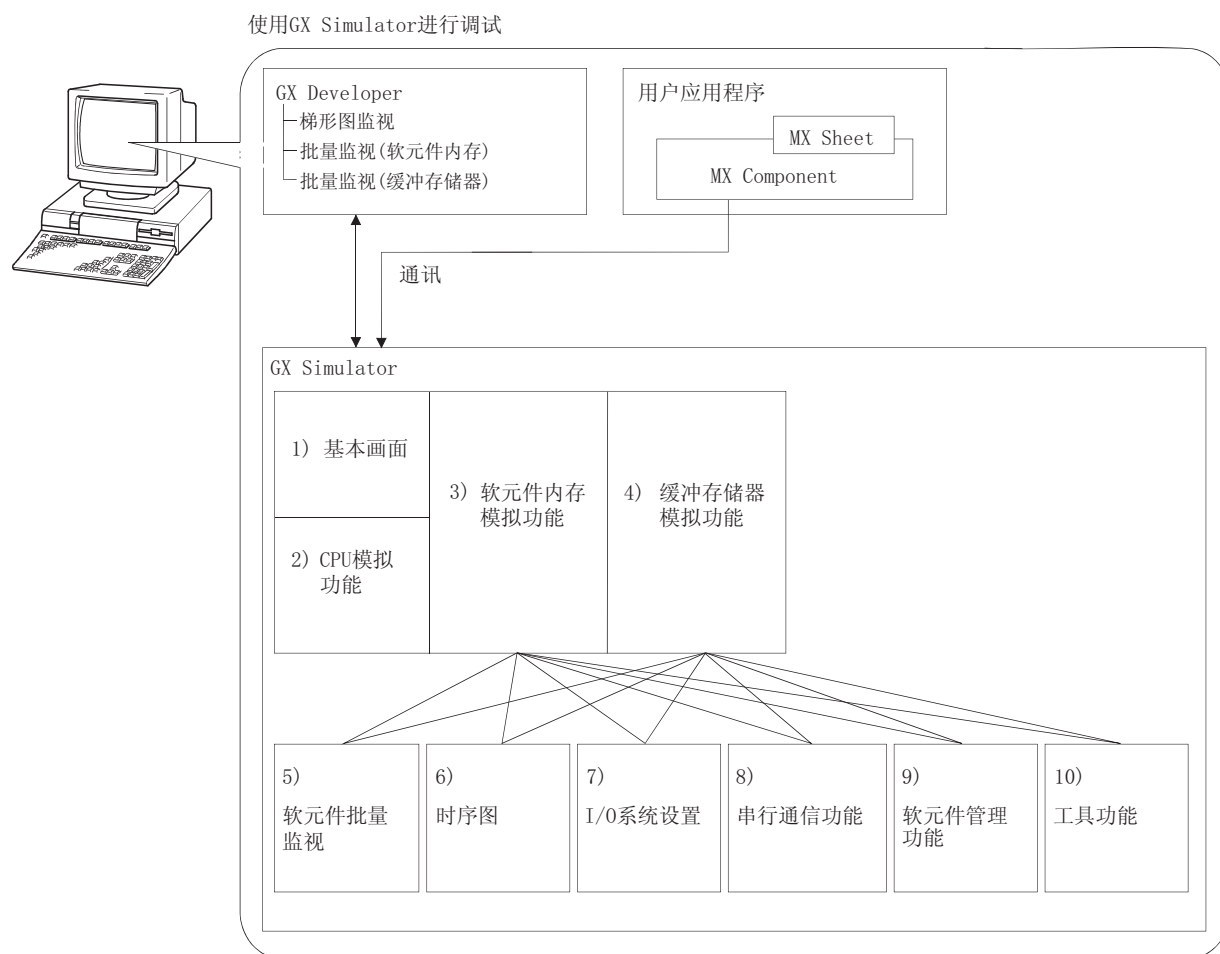 使用GX Simulator进行调试
GX Developer
梯形图监视
批量监视(软元件内存)
批量监视(缓冲存储器)
用户应用程序
MX Sheet
MX Component
通讯
GX Simulator
1) 基本画面
2) CPU模拟
功能
3) 软元件内存
模拟功能
4) 缓冲存储器
模拟功能
5)
软元件批量
监视
6)
时序图
7)
I/O系统设置
8)
串行通信功能
9)
软元件管理
功能
10)
工具功能